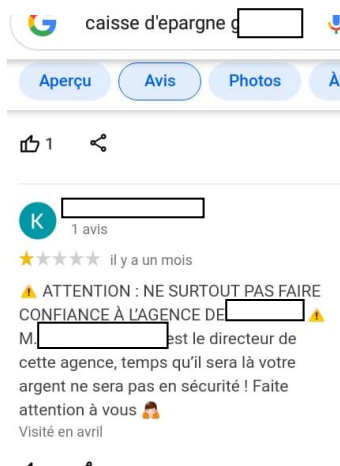 caisse d'epargne g
Aperçu
Avis
Photos
À
1
K
1 avis
il y a un mois
⚠️ ATTENTION : NE SURTOUT PAS FAIRE
CONFIANCE À L'AGENCE DE ⚠️
M. est le directeur de
cette agence, temps qu'il sera là votre
argent ne sera pas en sécurité ! Faite
attention à vous 🙍
Visité en avril